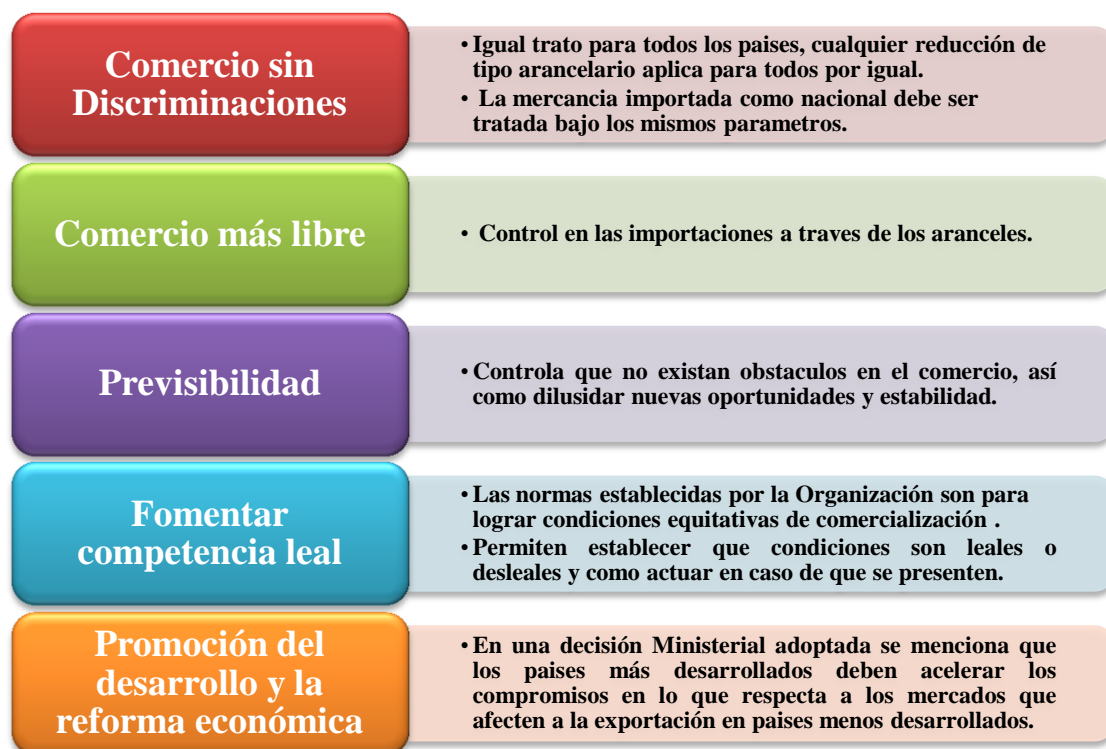 Comercio sin
Discriminaciones
• Igual trato para todos los paises, cualquier reducción de
tipo arancelario aplica para todos por igual.
• La mercancia importada como nacional debe ser
tratada bajo los mismos parametros.
Comercio más libre
• Control en las importaciones a traves de los aranceles.
Previsibilidad
• Controla que no existan obstaculos en el comercio, así
como dilusidar nuevas oportunidades y estabilidad.
Fomentar
competencia leal
• Las normas establecidas por la Organización son para
lograr condiciones equitativas de comercialización .
• Permiten establecer que condiciones son leales o
desleales y como actuar en caso de que se presenten.
Promoción del
desarrollo y la
reforma económica
• En una decisión Ministerial adoptada se menciona que
los paises más desarrollados deben acelerar los
compromisos en lo que respecta a los mercados que
afecten a la exportación en paises menos desarrollados.